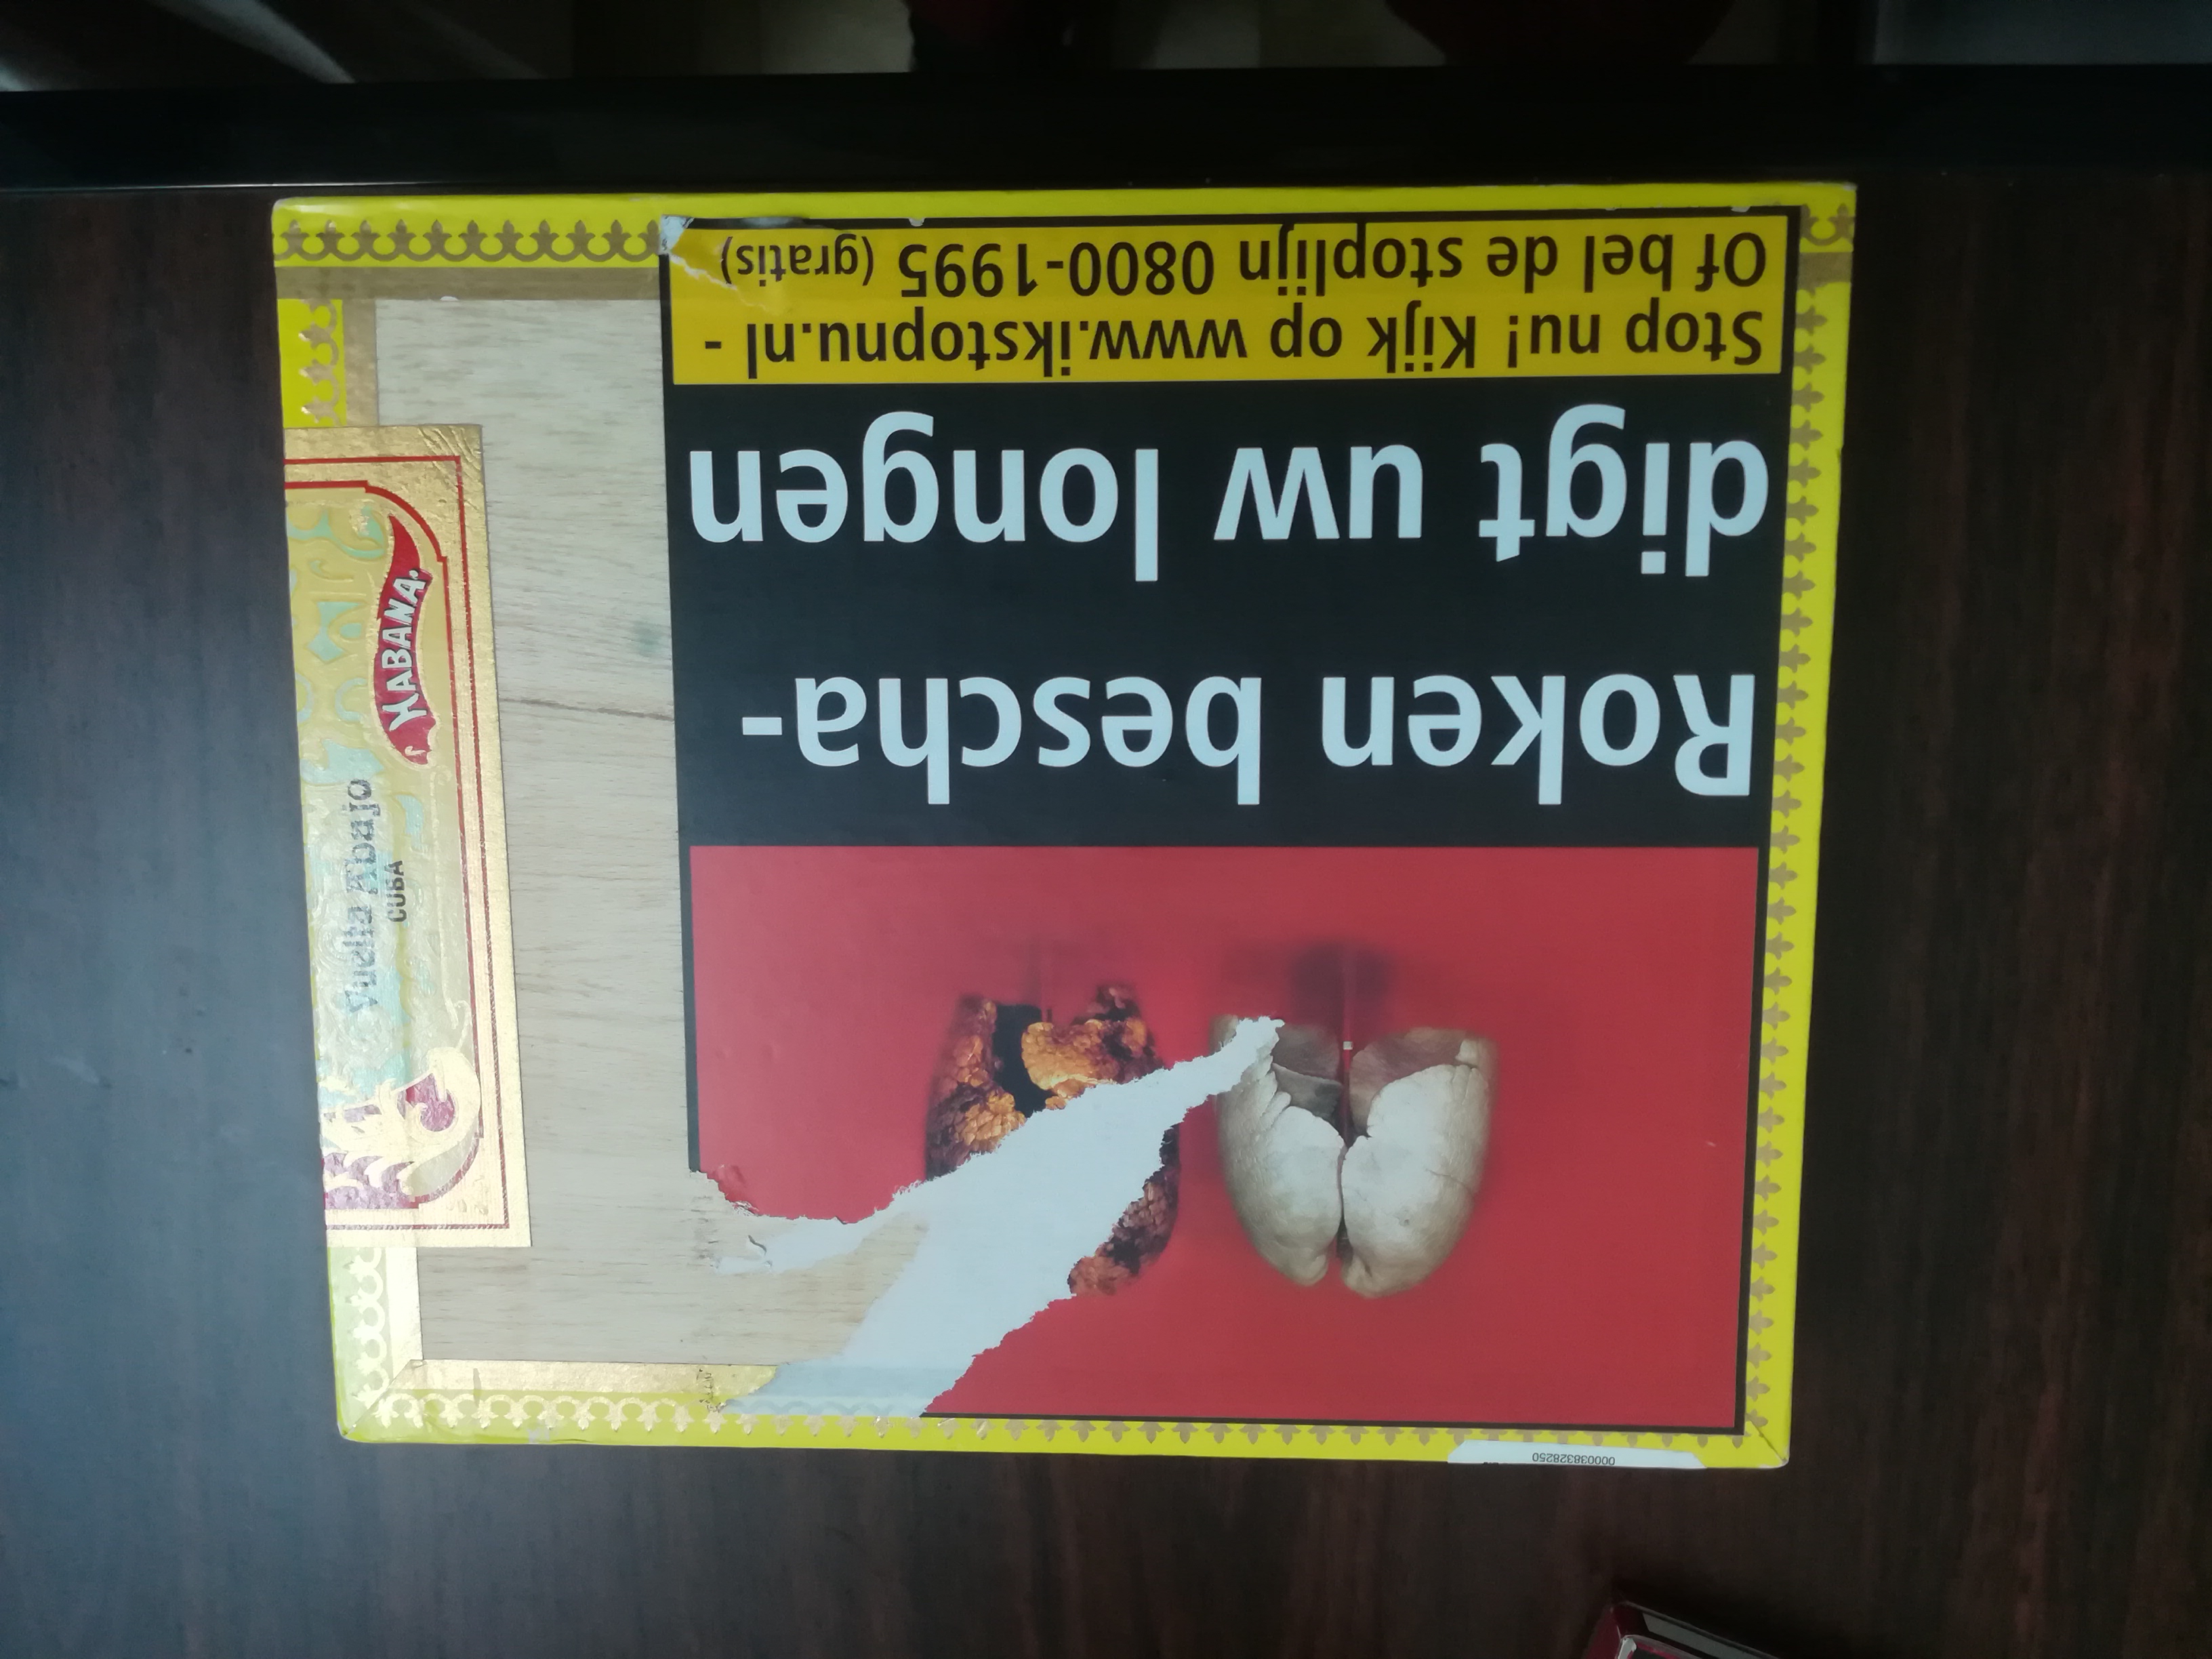 Roken bescha-
digt uw longen
Stop nu! Kijk op www.ikstopnu.nl -
Of bel de stoplijn 0800-1995 (gratis)
HABANA
Vuelta Abajo
CUBA
0000383328250